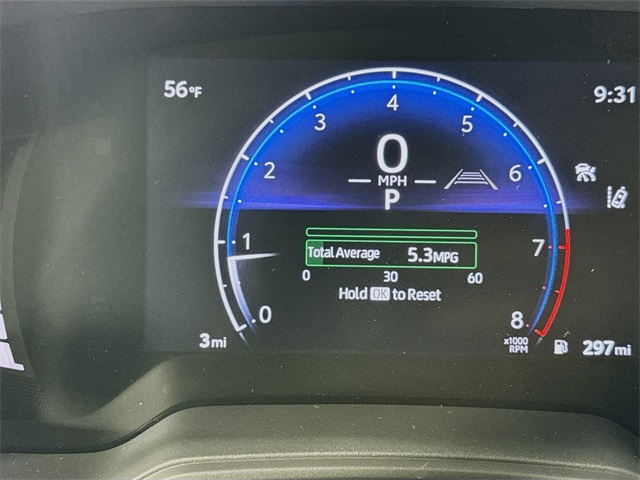 56°F
9:31
4
3
5
2
0
6
MPH
P
1
7
Total Average 5.3MPG
0 30 60
Hold OK to Reset
0
8
x1000
RPM
3mi
297mi